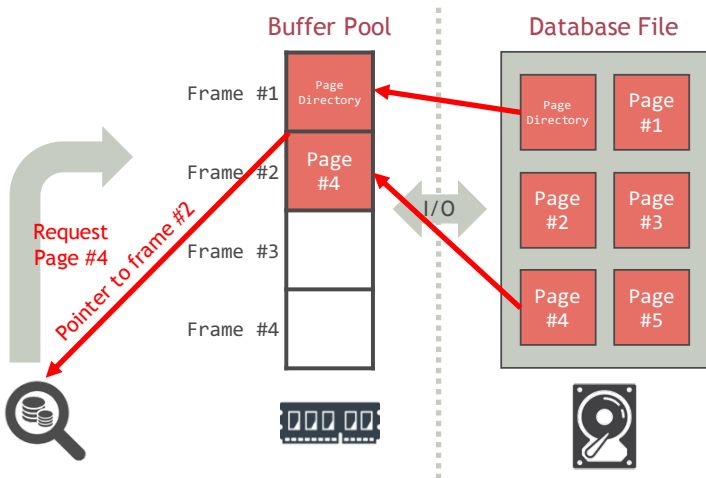 Buffer Pool
Database File
Frame #1
Page
Directory
Page
Directory
Page
#1
Frame #2
Page
#4
Page
#2
Page
#3
I/O
Request
Page #4
Pointer to frame #2
Frame #3
Page
#4
Page
#5
Frame #4